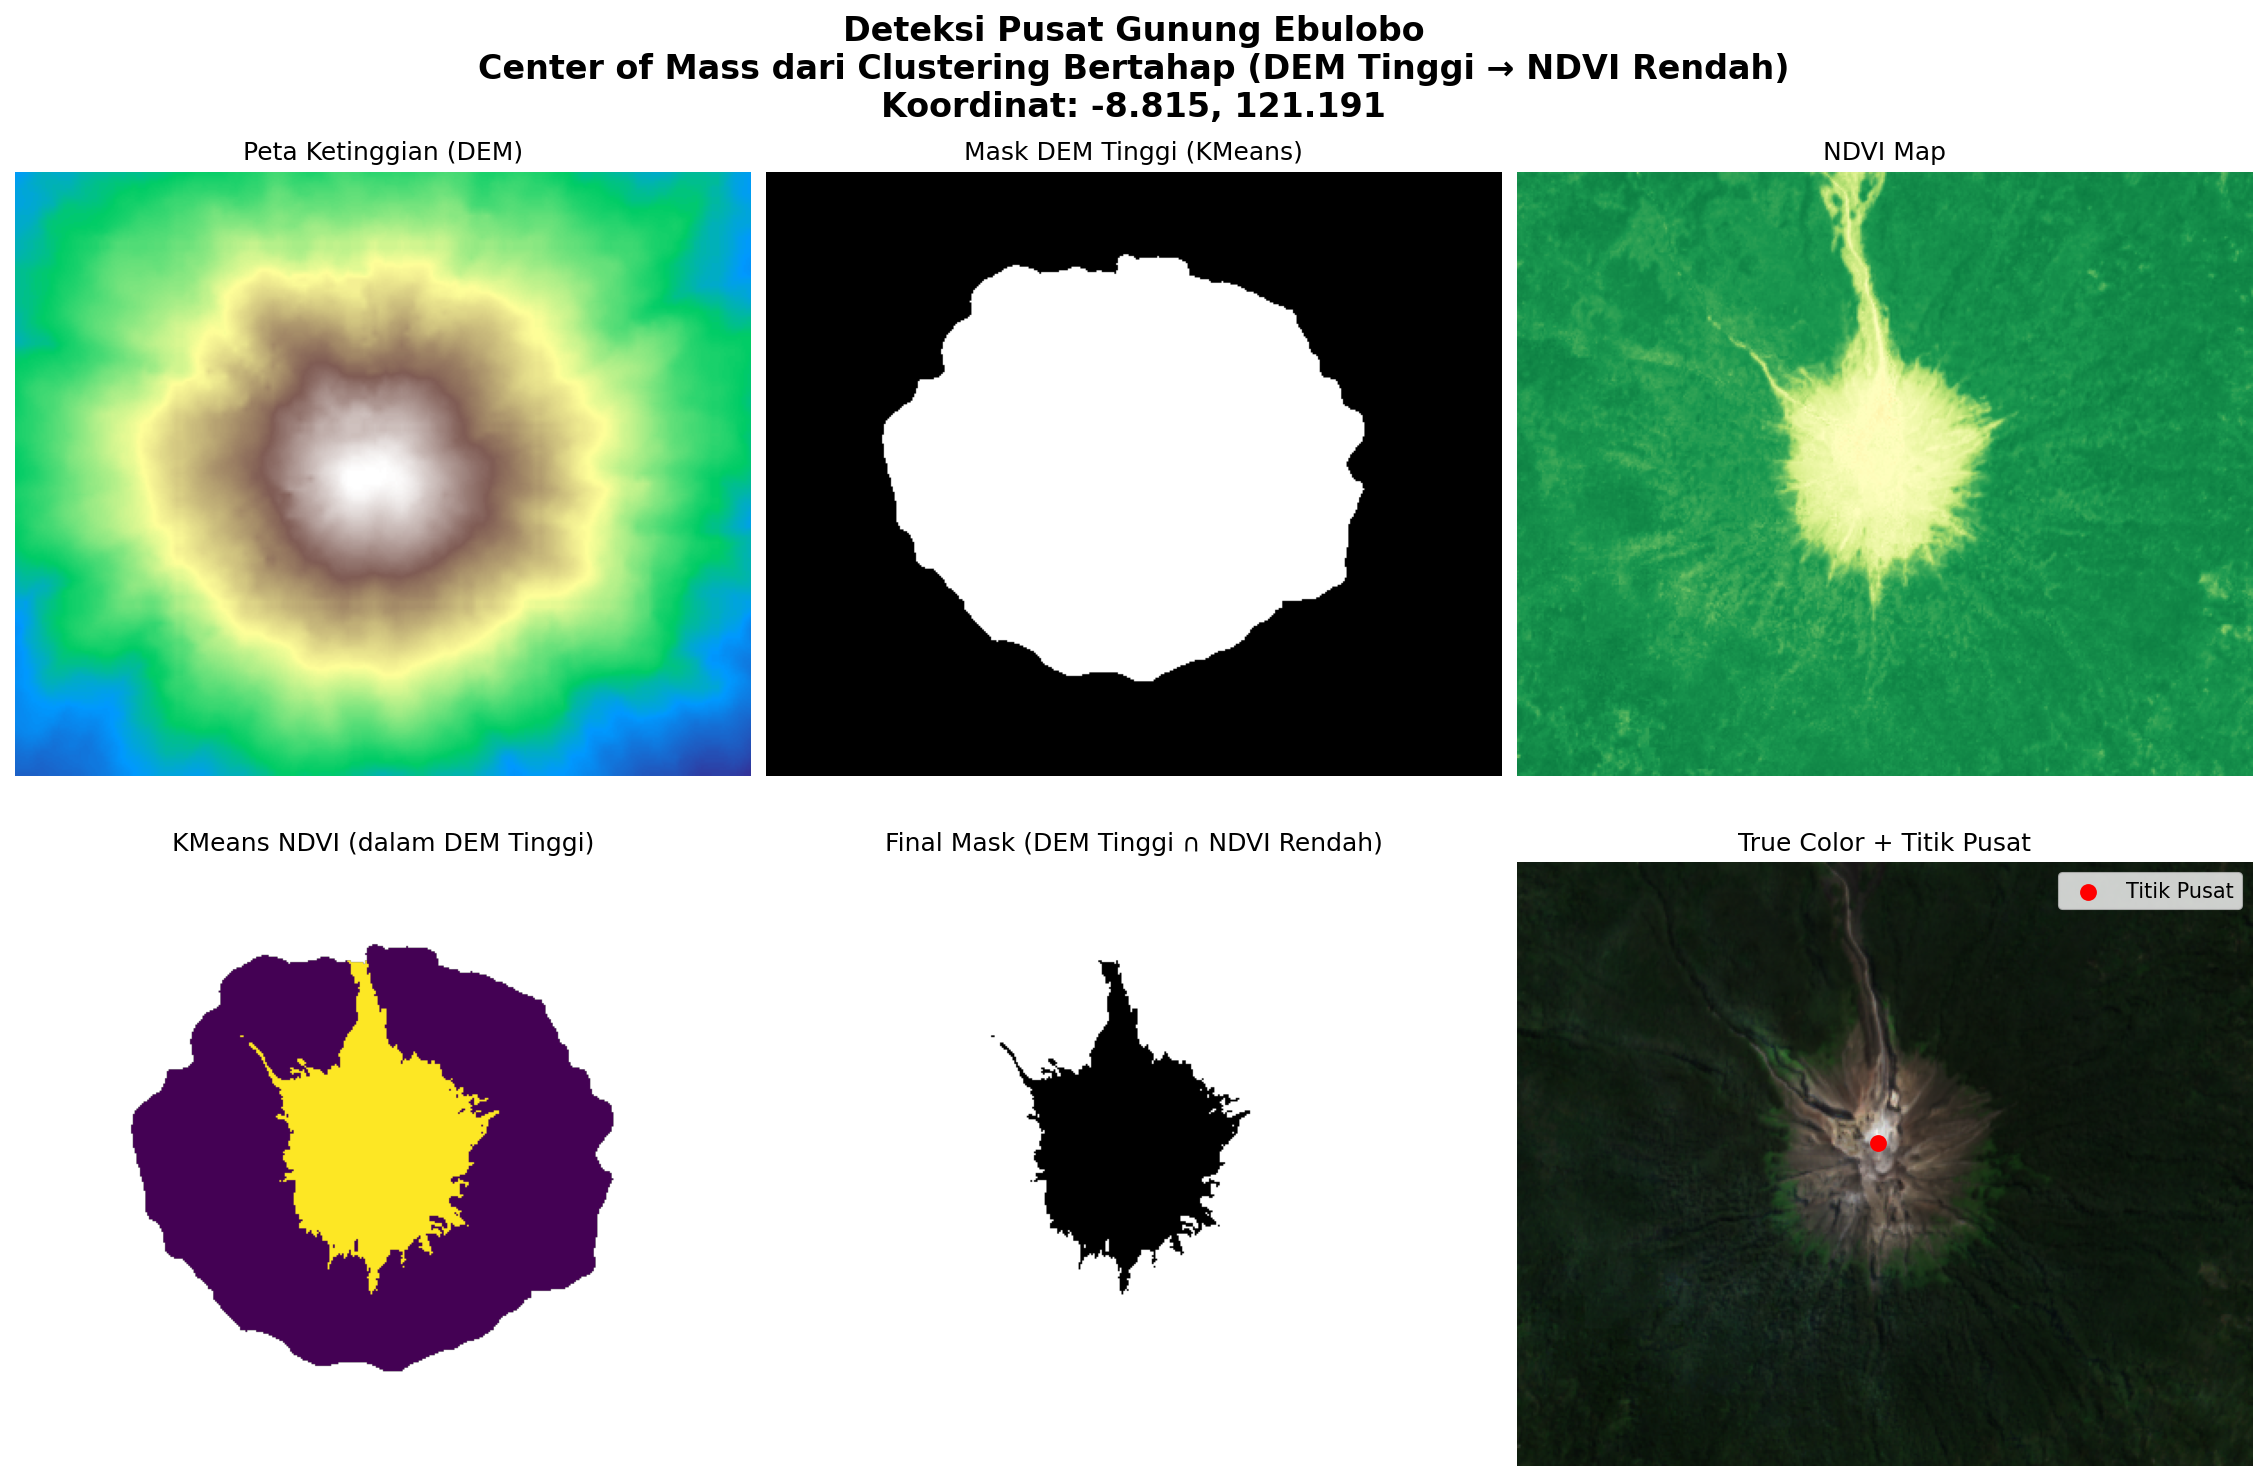 Deteksi Pusat Gunung Ebulobo
Center of Mass dari Clustering Bertahap (DEM Tinggi → NDVI Rendah)
Koordinat: -8.815, 121.191
Peta Ketinggian (DEM)
Mask DEM Tinggi (KMeans)
NDVI Map
KMeans NDVI (dalam DEM Tinggi)
Final Mask (DEM Tinggi ∩ NDVI Rendah)
True Color + Titik Pusat
Titik Pusat